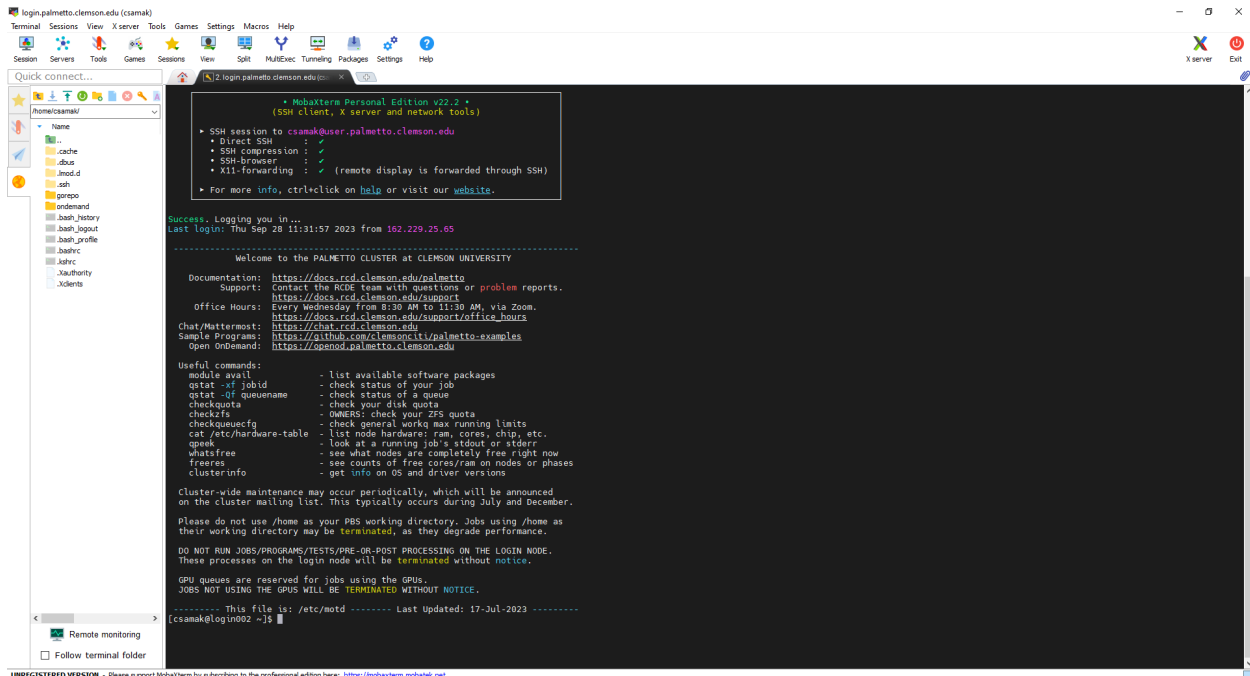 login.palmetto.clemson.edu (csamak)
Terminal Sessions View X server Tools Games Settings Macros Help
Session Servers Tools Games Sessions View Split MultiExec Tunneling Packages Settings Help X server Exit
Quick connect...
2. login.palmetto.clemson.edu (cs
/home/csamak/
Name
..
.cache
.dbus
.lmod.d
.ssh
gorepo
ondemand
.bash_history
.bash_logout
.bash_profile
.bashrc
.kshrc
.Xauthority
.Xclients
Remote monitoring
Follow terminal folder
• MobaXterm Personal Edition v22.2 •
(SSH client, X server and network tools)
▸ SSH session to csamak@user.palmetto.clemson.edu
• Direct SSH : ✔
• SSH compression : ✔
• SSH-browser : ✔
• X11-forwarding : ✔ (remote display is forwarded through SSH)
▸ For more info, ctrl+click on help or visit our website.
Success. Logging you in...
Last login: Thu Sep 28 11:31:57 2023 from 162.229.25.65
------------------------------------------------------------------------------
Welcome to the PALMETTO CLUSTER at CLEMSON UNIVERSITY
Documentation: https://docs.rcd.clemson.edu/palmetto
Support: Contact the RCDE team with questions or problem reports.
https://docs.rcd.clemson.edu/support
Office Hours: Every Wednesday from 8:30 AM to 11:30 AM, via Zoom.
https://docs.rcd.clemson.edu/support/office_hours
Chat/Mattermost: https://chat.rcd.clemson.edu
Sample Programs: https://github.com/clemsonciti/palmetto-examples
Open OnDemand: https://openod.palmetto.clemson.edu
Useful commands:
module avail - list available software packages
qstat -xf jobid - check status of your job
qstat -Qf queuename - check status of a queue
checkquota - check your disk quota
checkzfs - OWNERS: check your ZFS quota
checkqueuecfg - check general workq max running limits
cat /etc/hardware-table - list node hardware: ram, cores, chip, etc.
qpeek - look at a running job's stdout or stderr
whatsfree - see what nodes are completely free right now
freeres - see counts of free cores/ram on nodes or phases
clusterinfo - get info on OS and driver versions
Cluster-wide maintenance may occur periodically, which will be announced
on the cluster mailing list. This typically occurs during July and December.
Please do not use /home as your PBS working directory. Jobs using /home as
their working directory may be terminated, as they degrade performance.
DO NOT RUN JOBS/PROGRAMS/TESTS/PRE-OR-POST PROCESSING ON THE LOGIN NODE.
These processes on the login node will be terminated without notice.
GPU queues are reserved for jobs using the GPUs.
JOBS NOT USING THE GPUS WILL BE TERMINATED WITHOUT NOTICE.
--------- This file is: /etc/motd -------- Last Updated: 17-Jul-2023 ---------
[csamak@login002 ~]$
UNREGISTERED VERSION - Please support MobaXterm by subscribing to the professional edition here: https://mobaxterm.mobatek.net